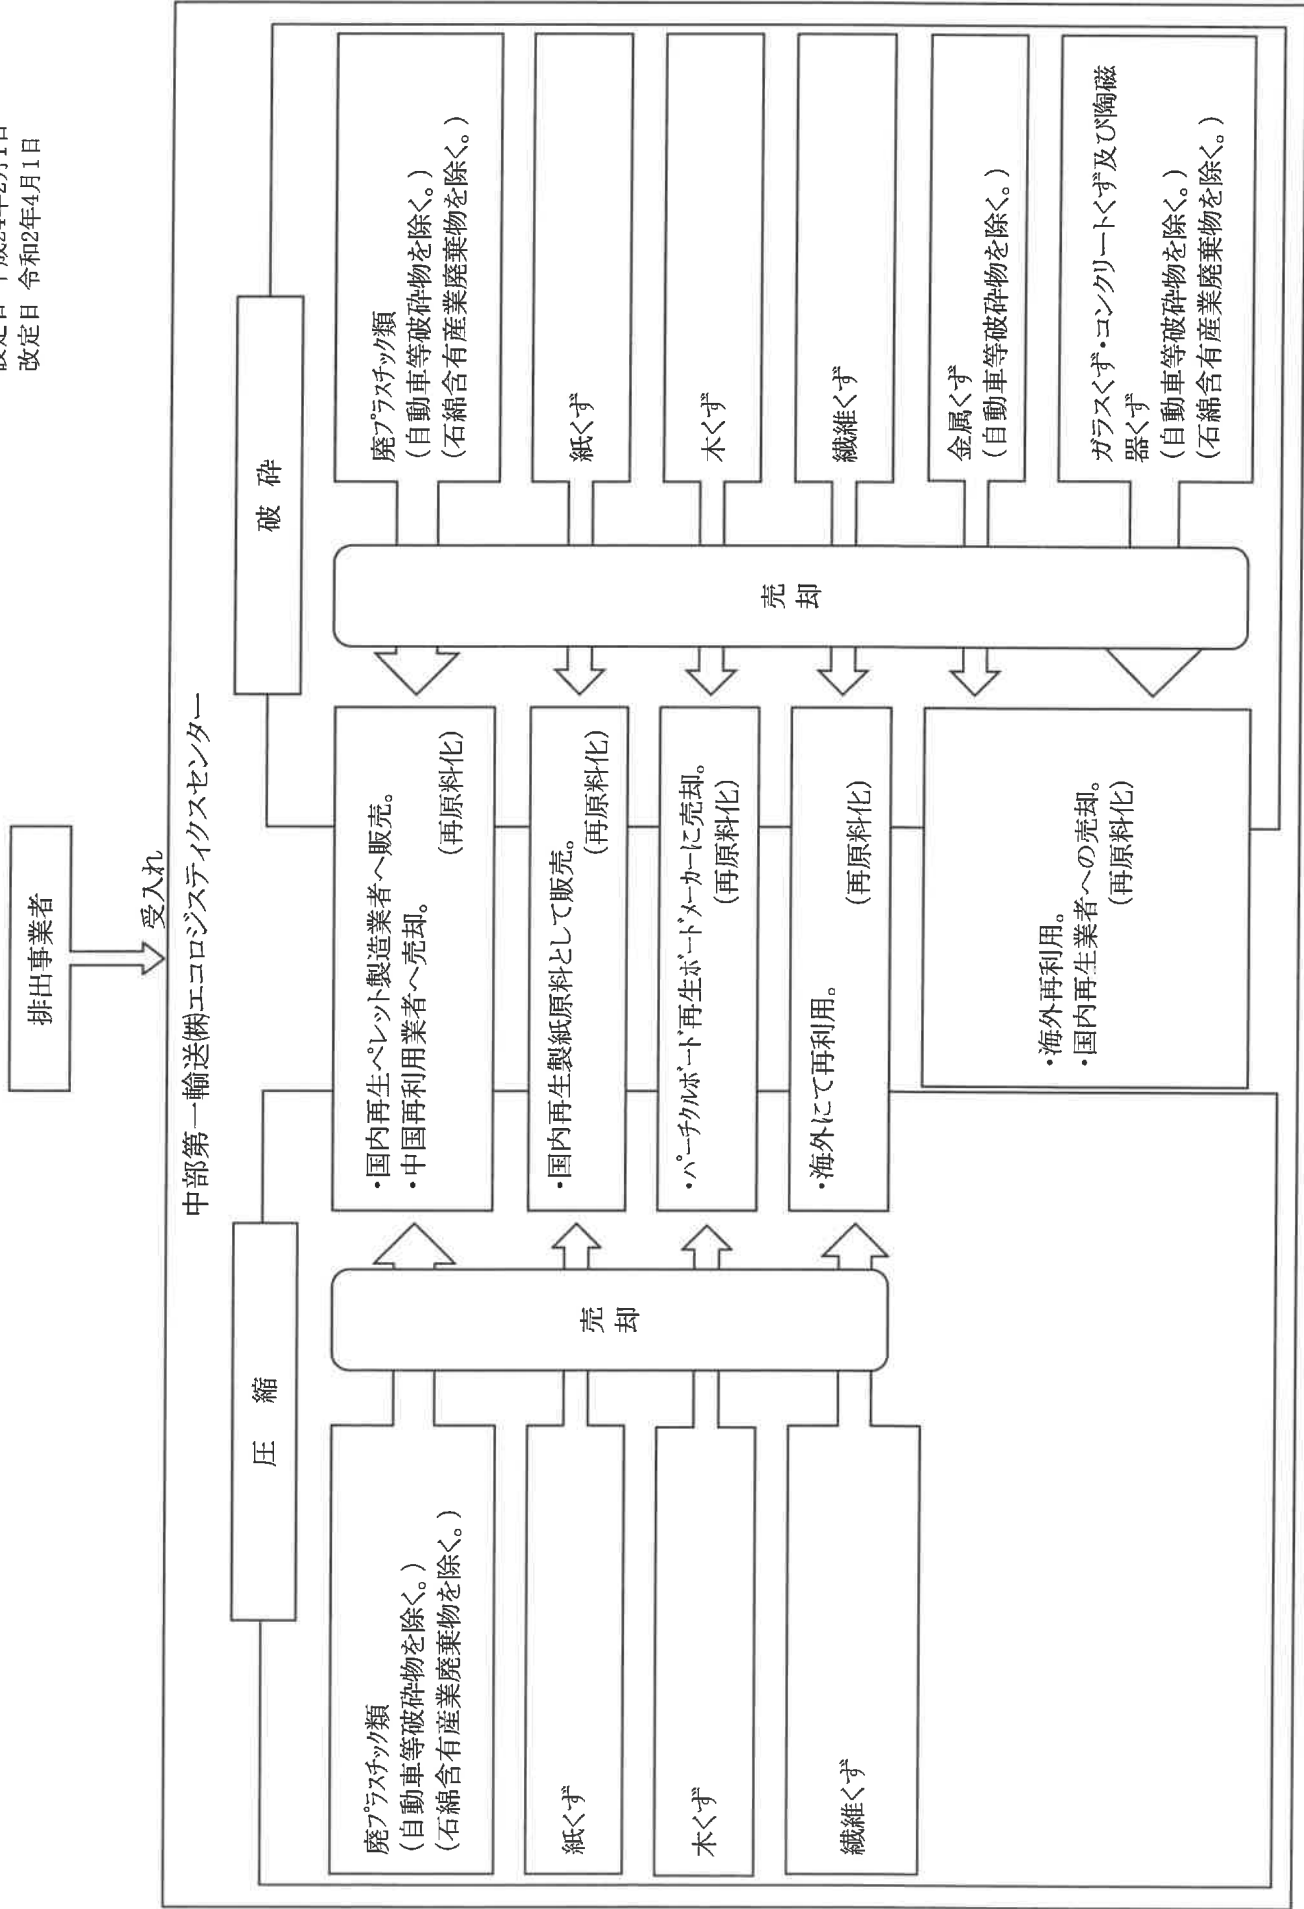 改定日 令和2年4月1日
排出事業者
受入れ
中部第一輸送㈱エコロジスティクスセンター
圧　縮
破　砕
廃プラスチック類
(自動車等破砕物を除く。)
(石綿含有産業廃棄物を除く。)
紙くず
木くず
繊維くず
売
却
・国内再生ペレット製造業者へ販売。
・中国再利用業者へ売却。
(再原料化)
・国内再生製紙原料として販売。
(再原料化)
・パーチクルボード再生ボードメーカーに売却。
(再原料化)
・海外にて再利用。
(再原料化)
・海外再利用。
・国内再生業者への売却。
(再原料化)
売
却
廃プラスチック類
(自動車等破砕物を除く。)
(石綿含有産業廃棄物を除く。)
紙くず
木くず
繊維くず
金属くず
(自動車等破砕物を除く。)
ガラスくず・コンクリートくず及び陶磁
器くず
(自動車等破砕物を除く。)
(石綿含有産業廃棄物を除く。)